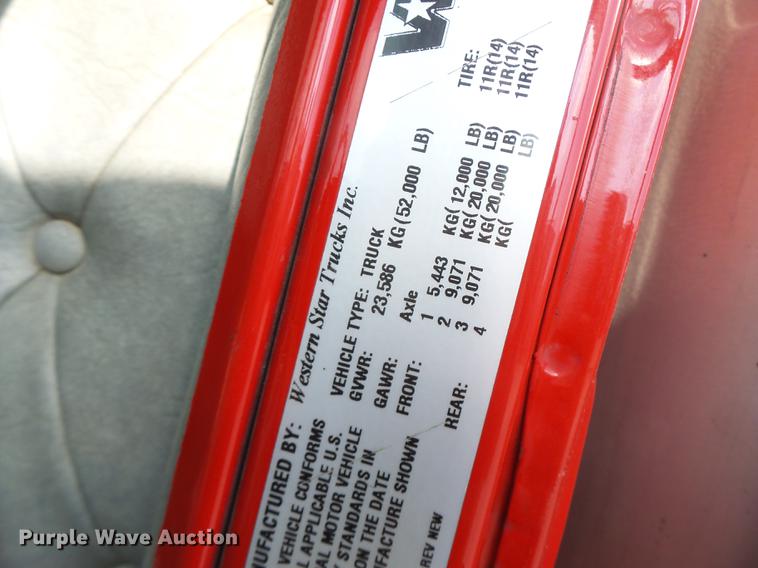 UFACTURED BY: Western Star Trucks Inc.
VEHICLE CONFORMS
L APPLICABLE U.S.
AL MOTOR VEHICLE
Y STANDARDS IN
ON THE DATE
FACTURE SHOWN
REV NEW
VEHICLE TYPE: TRUCK
GVWR: 23,586 KG (52,000 LB)
GAWR: Axle TIRE:
FRONT: 1 5,443 KG( 12,000 LB) 11R(14)
2 9,071 KG( 20,000 LB) 11R(14)
REAR: 3 9,071 KG( 20,000 LB) 11R(14)
4 KG( LB)
Purple Wave Auction